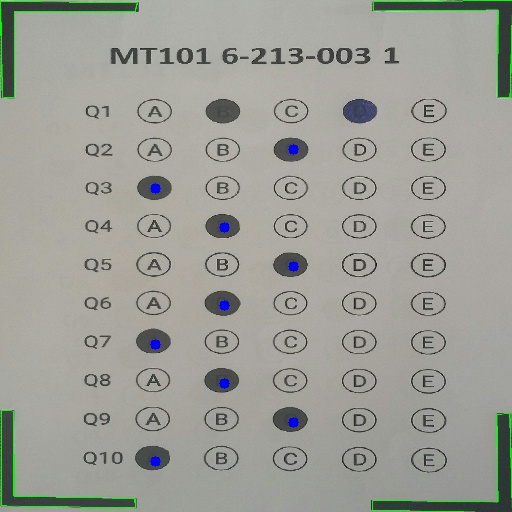 MT101 6-213-003 1
Q1 A B C D E
Q2 A B D E
Q3 B C D E
Q4 A C D E
Q5 A B D E
Q6 A C D E
Q7 B C D E
Q8 A C D E
Q9 A B D E
Q10 B C D E